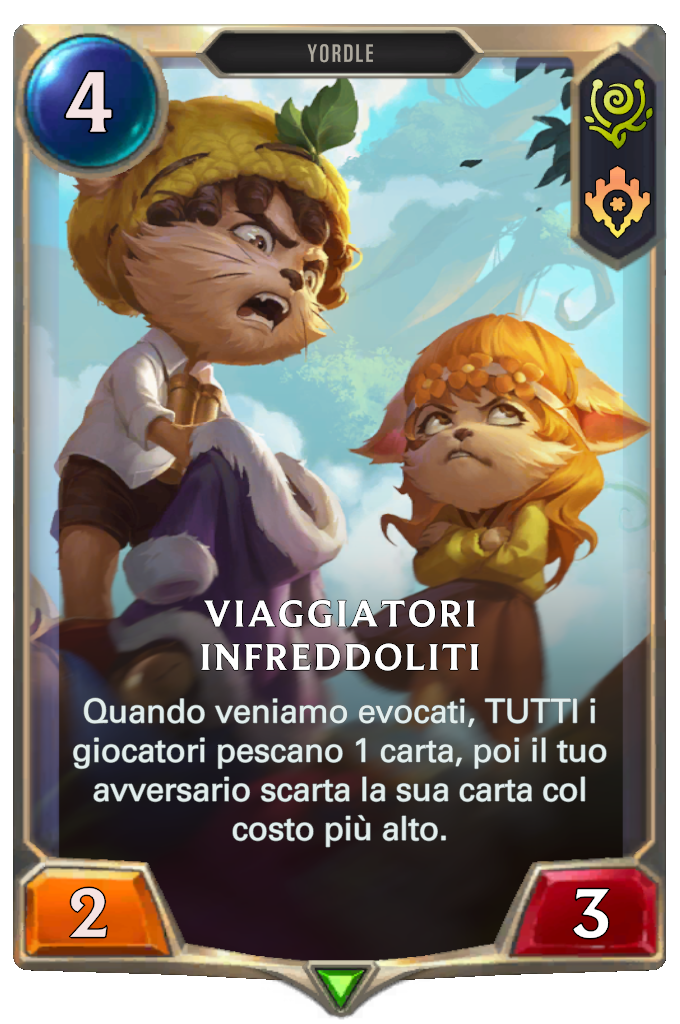 YORDLE
4
VIAGGIATORI
INFREDDOLITI
Quando veniamo evocati, TUTTI i
giocatori pescano 1 carta, poi il tuo
avversario scarta la sua carta col
costo più alto.
2
3